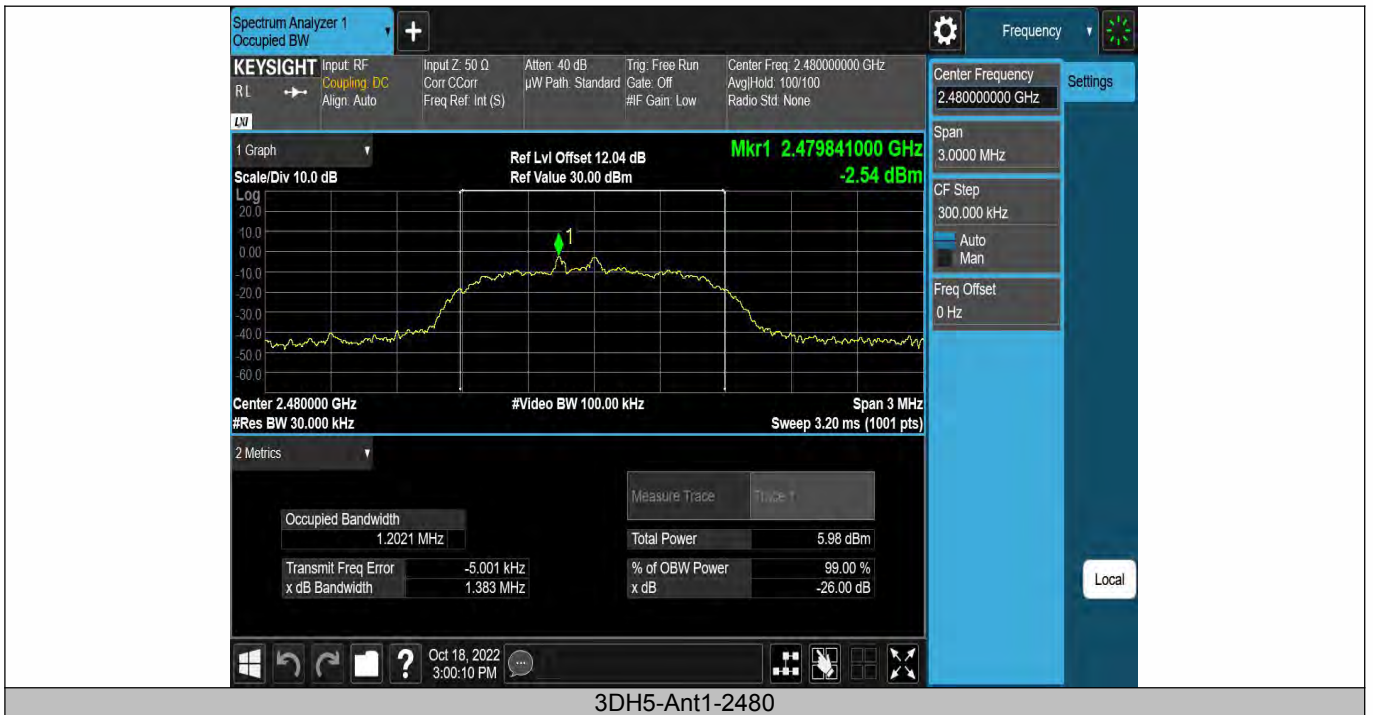 Spectrum Analyzer 1
Occupied BW
+
Frequency
KEYSIGHT
RL
LXI
Input: RF
Coupling: DC
Align: Auto
Input Z: 50 Ω
Corr CCorr
Freq Ref: Int (S)
Atten: 40 dB
µW Path: Standard
Trig: Free Run
Gate: Off
#IF Gain: Low
Center Freq: 2.480000000 GHz
Avg|Hold: 100/100
Radio Std: None
Center Frequency
2.480000000 GHz
Settings
Span
3.0000 MHz
CF Step
300.000 kHz
Auto
Man
Freq Offset
0 Hz
Local
1 Graph
Scale/Div 10.0 dB
Ref Lvl Offset 12.04 dB
Ref Value 30.00 dBm
Mkr1 2.479841000 GHz
-2.54 dBm
Log
20.0
10.0
0.00
-10.0
-20.0
-30.0
-40.0
-50.0
-60.0
1
Center 2.480000 GHz
#Res BW 30.000 kHz
#Video BW 100.00 kHz
Span 3 MHz
Sweep 3.20 ms (1001 pts)
2 Metrics
Measure Trace Trace 1
Occupied Bandwidth
1.2021 MHz
Total Power 5.98 dBm
Transmit Freq Error -5.001 kHz
% of OBW Power 99.00 %
x dB Bandwidth 1.383 MHz
x dB -26.00 dB
?
Oct 18, 2022
3:00:10 PM
3DH5-Ant1-2480